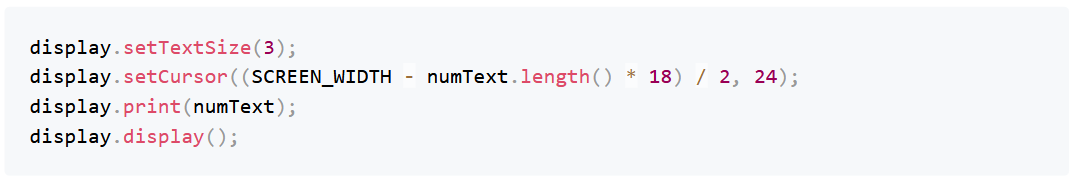 display.setTextSize(3);
display.setCursor((SCREEN_WIDTH - numText.length() * 18) / 2, 24);
display.print(numText);
display.display();